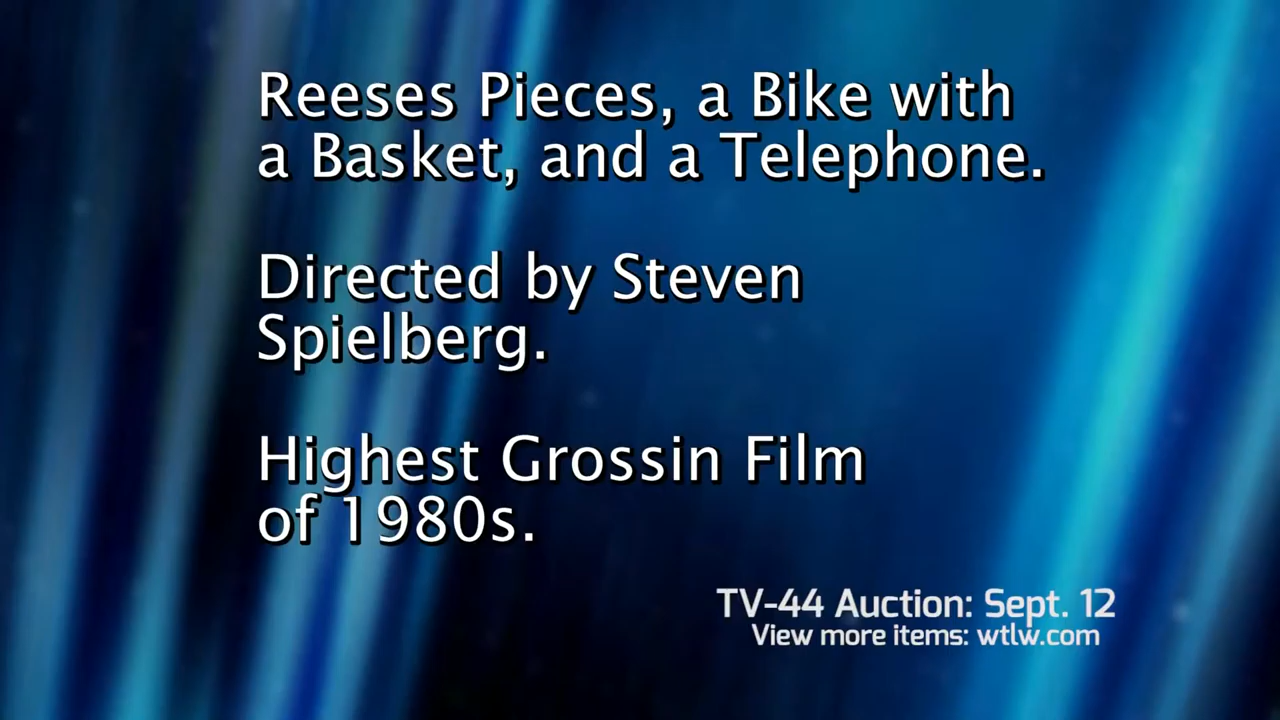 Reeses Pieces, a Bike with
a Basket, and a Telephone.
Directed by Steven
Spielberg.
Highest Grossin Film
of 1980s.
TV-44 Auction: Sept. 12
View more items: wtlw.com